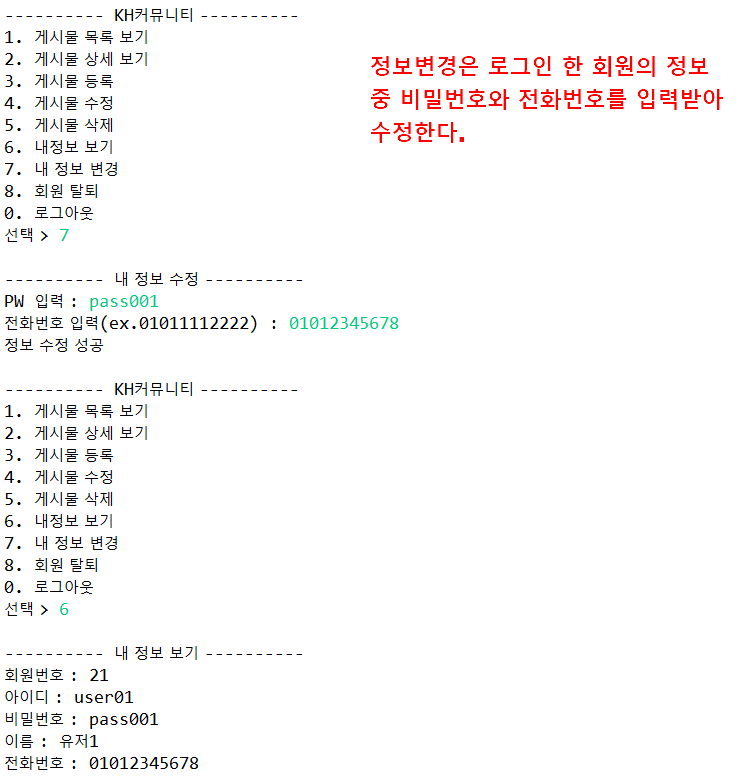 ---------- KH커뮤니티 ----------
1. 게시물 목록 보기
2. 게시물 상세 보기
3. 게시물 등록
4. 게시물 수정
5. 게시물 삭제
6. 내정보 보기
7. 내 정보 변경
8. 회원 탈퇴
0. 로그아웃
선택 > 7
정보변경은 로그인 한 회원의 정보
중 비밀번호와 전화번호를 입력받아
수정한다.
---------- 내 정보 수정 ----------
PW 입력 : pass001
전화번호 입력(ex.01011112222) : 01012345678
정보 수정 성공
---------- KH커뮤니티 ----------
1. 게시물 목록 보기
2. 게시물 상세 보기
3. 게시물 등록
4. 게시물 수정
5. 게시물 삭제
6. 내정보 보기
7. 내 정보 변경
8. 회원 탈퇴
0. 로그아웃
선택 > 6
---------- 내 정보 보기 ----------
회원번호 : 21
아이디 : user01
비밀번호 : pass001
이름 : 유저1
전화번호 : 01012345678